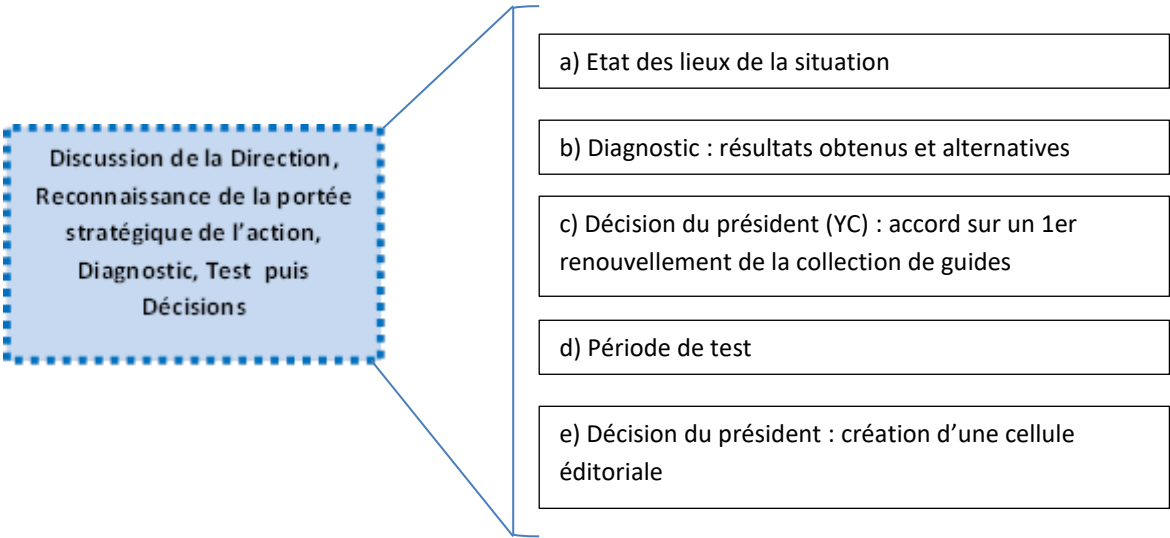 Discussion de la Direction,
Reconnaissance de la portée
stratégique de l'action,
Diagnostic, Test puis
Décisions
a) Etat des lieux de la situation
b) Diagnostic : résultats obtenus et alternatives
c) Décision du président (YC) : accord sur un 1er
renouvellement de la collection de guides
d) Période de test
e) Décision du président : création d’une cellule
éditoriale